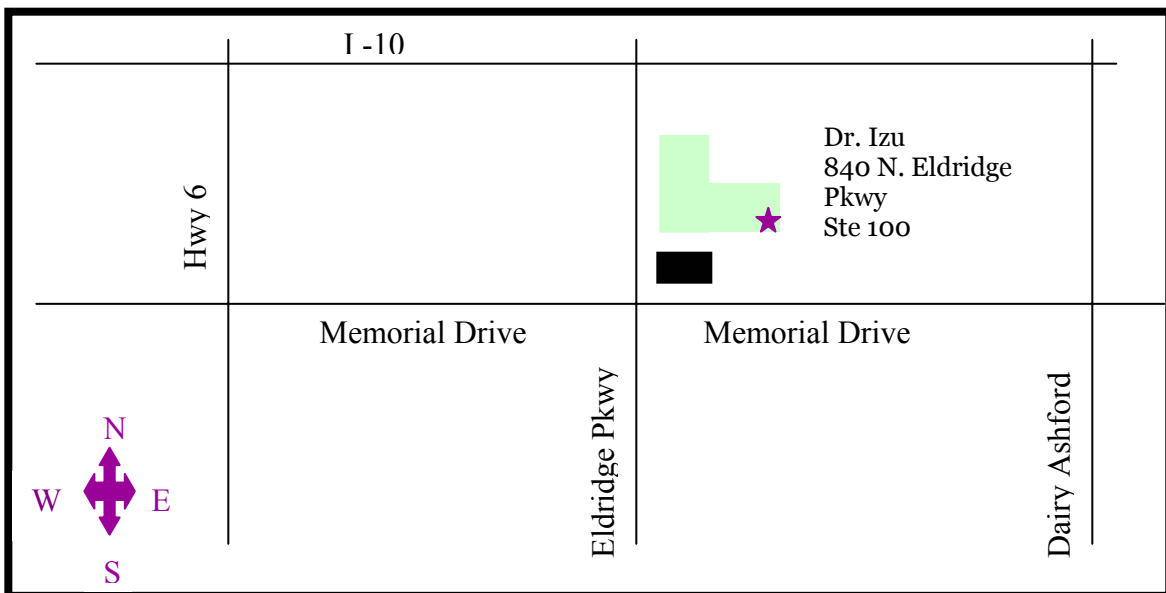 I -10
Dr. Izu
840 N. Eldridge
Pkwy
Ste 100
Hwy 6
Memorial Drive
Memorial Drive
Eldridge Pkwy
Dairy Ashford
N
W
E
S